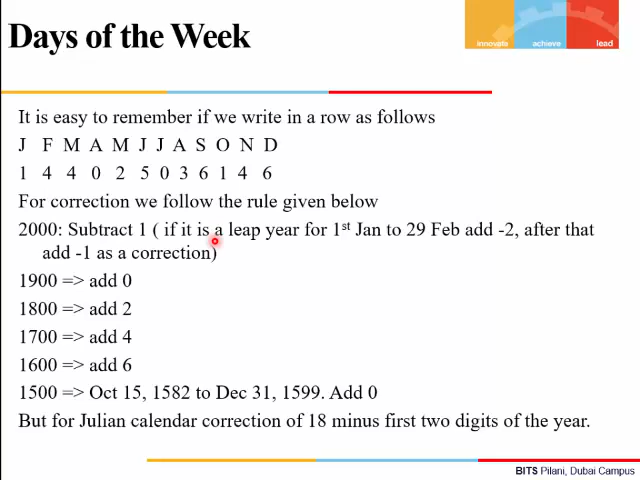 Days of the Week
innovate achieve lead
It is easy to remember if we write in a row as follows
J F M A M J J A S O N D
1 4 4 0 2 5 0 3 6 1 4 6
For correction we follow the rule given below
2000: Subtract 1 ( if it is a leap year for 1st Jan to 29 Feb add -2, after that
add -1 as a correction)
1900 => add 0
1800 => add 2
1700 => add 4
1600 => add 6
1500 => Oct 15, 1582 to Dec 31, 1599. Add 0
But for Julian calendar correction of 18 minus first two digits of the year.
BITS Pilani, Dubai Campus